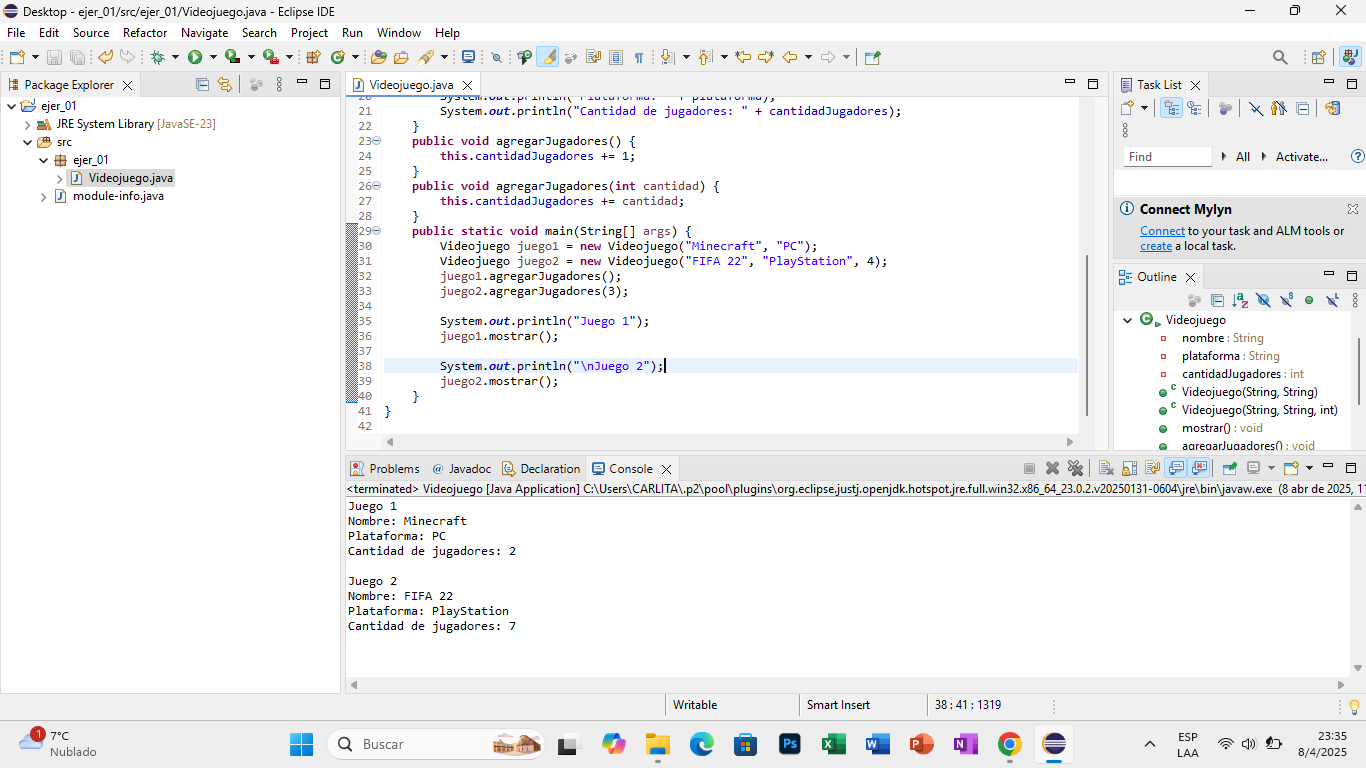 Desktop - ejer_01/src/ejer_01/Videojuego.java - Eclipse IDE
File Edit Source Refactor Navigate Search Project Run Window Help
Package Explorer
ejer_01
JRE System Library [JavaSE-23]
src
ejer_01
Videojuego.java
module-info.java
Videojuego.java
20 System.out.println("Plataforma: " + plataforma);
21 System.out.println("Cantidad de jugadores: " + cantidadJugadores);
22 }
23 public void agregarJugadores() {
24 this.cantidadJugadores += 1;
25 }
26 public void agregarJugadores(int cantidad) {
27 this.cantidadJugadores += cantidad;
28 }
29 public static void main(String[] args) {
30 Videojuego juego1 = new Videojuego("Minecraft", "PC");
31 Videojuego juego2 = new Videojuego("FIFA 22", "PlayStation", 4);
32 juego1.agregarJugadores();
33 juego2.agregarJugadores(3);
34
35 System.out.println("Juego 1");
36 juego1.mostrar();
37
38 System.out.println("\nJuego 2");
39 juego2.mostrar();
40 }
41 }
42
Task List
Find All Activate...
Connect Mylyn
Connect to your task and ALM tools or
create a local task.
Outline
Videojuego
nombre : String
plataforma : String
cantidadJugadores : int
Videojuego(String, String)
Videojuego(String, String, int)
mostrar() : void
agregarJugadores() : void
Problems @ Javadoc Declaration Console
<terminated> Videojuego [Java Application] C:\Users\CARLITA\.p2\pool\plugins\org.eclipse.justj.openjdk.hotspot.jre.full.win32.x86_64_23.0.2.v20250131-0604\jre\bin\javaw.exe (8 abr de 2025, 11
Juego 1
Nombre: Minecraft
Plataforma: PC
Cantidad de jugadores: 2
Juego 2
Nombre: FIFA 22
Plataforma: PlayStation
Cantidad de jugadores: 7
Writable Smart Insert 38 : 41 : 1319
1
7°C
Nublado
Buscar
Ps
ESP
LAA
23:35
8/4/2025